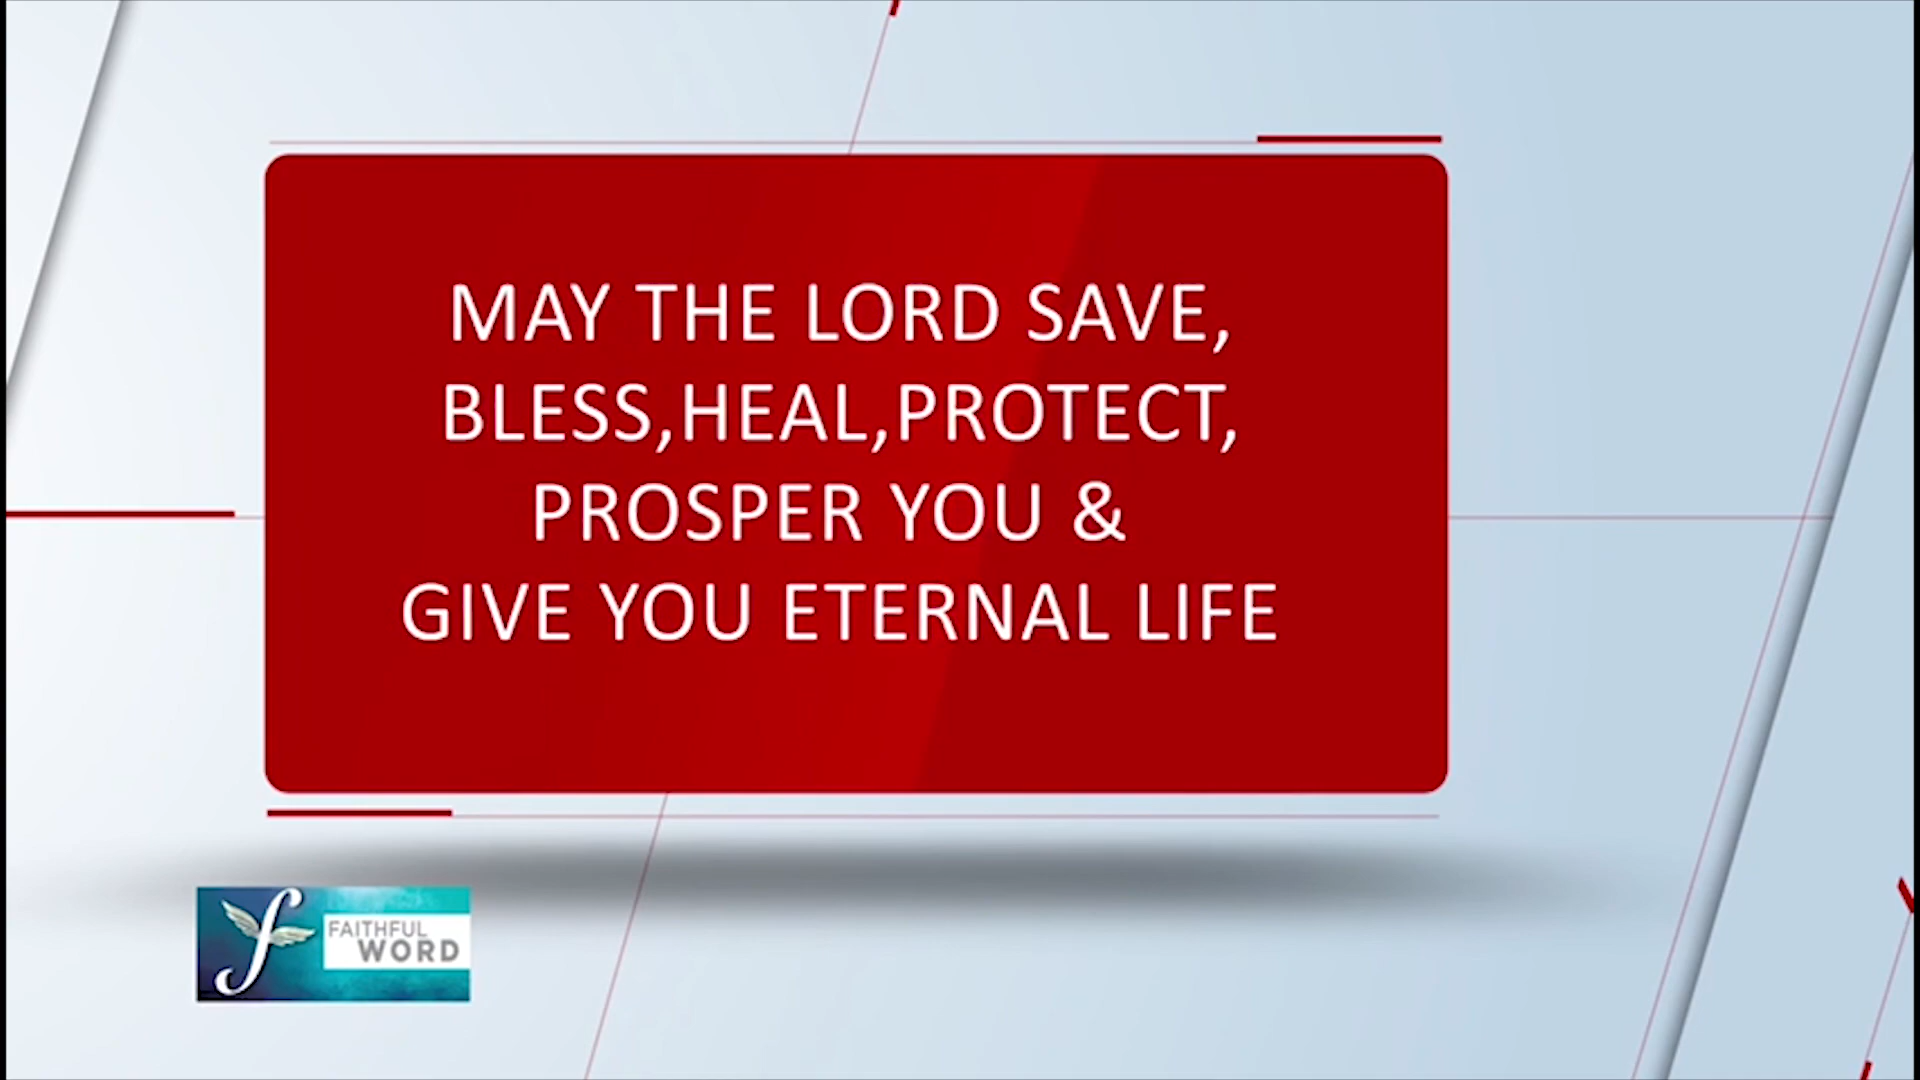 MAY THE LORD SAVE,
BLESS,HEAL,PROTECT,
PROSPER YOU &
GIVE YOU ETERNAL LIFE
f
FAITHFUL
WORD